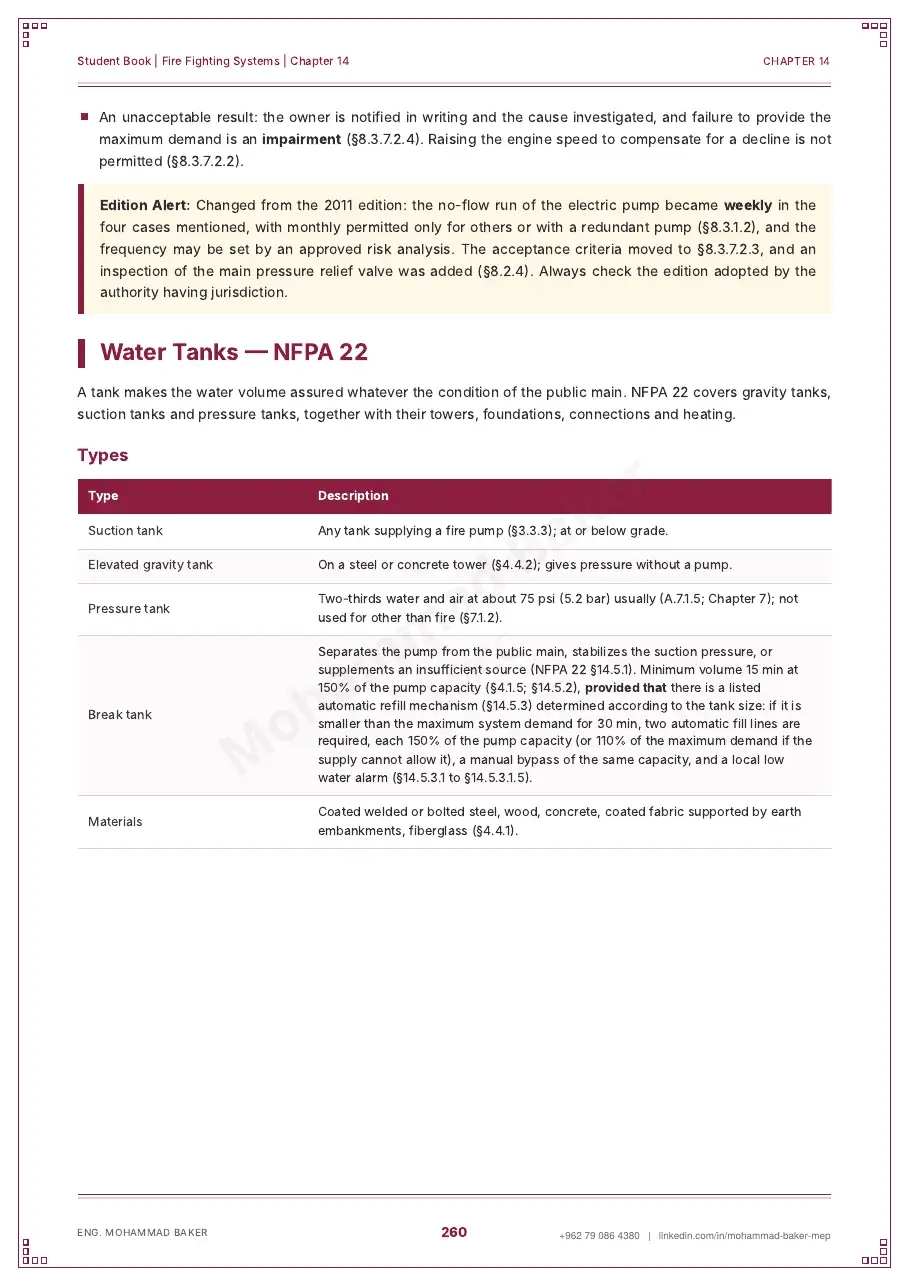 Student Book | Fire Fighting Systems | Chapter 14
CHAPTER 14
An unacceptable result: the owner is notified in writing and the cause investigated, and failure to provide the
maximum demand is an impairment (§8.3.7.2.4). Raising the engine speed to compensate for a decline is not
permitted (§8.3.7.2.2).
Edition Alert: Changed from the 2011 edition: the no-flow run of the electric pump became weekly in the
four cases mentioned, with monthly permitted only for others or with a redundant pump (§8.3.1.2), and the
frequency may be set by an approved risk analysis. The acceptance criteria moved to §8.3.7.2.3, and an
inspection of the main pressure relief valve was added (§8.2.4). Always check the edition adopted by the
authority having jurisdiction.
Water Tanks — NFPA 22
A tank makes the water volume assured whatever the condition of the public main. NFPA 22 covers gravity tanks,
suction tanks and pressure tanks, together with their towers, foundations, connections and heating.
Types
Type
Description
Suction tank
Any tank supplying a fire pump (§3.3.3); at or below grade.
Elevated gravity tank
On a steel or concrete tower (§4.4.2); gives pressure without a pump.
Pressure tank
Two-thirds water and air at about 75 psi (5.2 bar) usually (A.7.1.5; Chapter 7); not
used for other than fire (§7.1.2).
Break tank
Separates the pump from the public main, stabilizes the suction pressure, or
supplements an insufficient source (NFPA 22 §14.5.1). Minimum volume 15 min at
150% of the pump capacity (§4.1.5; §14.5.2), provided that there is a listed
automatic refill mechanism (§14.5.3) determined according to the tank size: if it is
smaller than the maximum system demand for 30 min, two automatic fill lines are
required, each 150% of the pump capacity (or 110% of the maximum demand if the
supply cannot allow it), a manual bypass of the same capacity, and a local low
water alarm (§14.5.3.1 to §14.5.3.1.5).
Materials
Coated welded or bolted steel, wood, concrete, coated fabric supported by earth
embankments, fiberglass (§4.4.1).
ENG. MOHAMMAD BAKER
260
+962 79 086 4380 | linkedin.com/in/mohammad-baker-mep